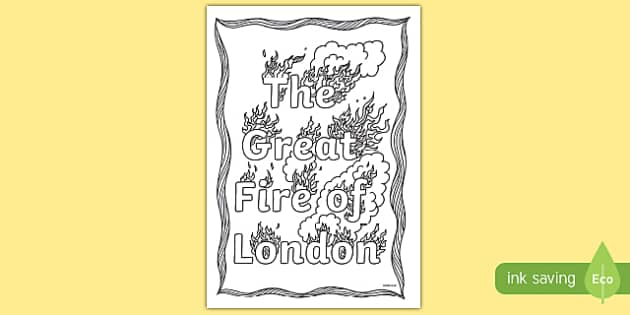 The
Great
Fire of
London
ink saving
Eco